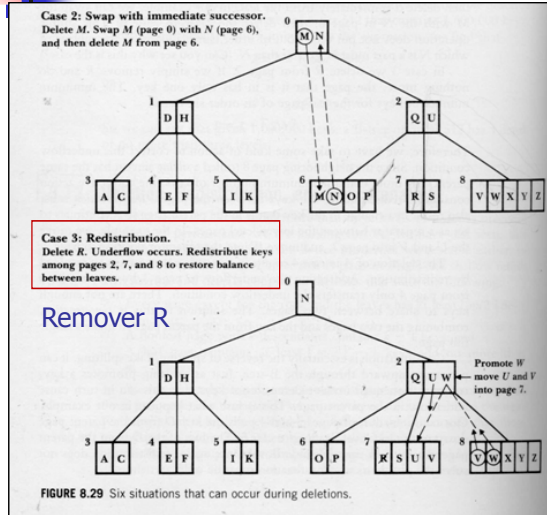 Case 2: Swap with immediate successor.
Delete M. Swap M (page 0) with N (page 6),
and then delete M from page 6.
0
M N
1
D H
2
Q U
3
A C
4
E F
5
I K
6
M N O P
7
R S
8
V W X Y Z
Case 3: Redistribution.
Delete R. Underflow occurs. Redistribute keys
among pages 2, 7, and 8 to restore balance
between leaves.
Remover R
0
N
1
D H
2
Q U W
Promote W
move U and V
into page 7.
3
A C
4
E F
5
I K
6
O P
7
R S U V
8
V W X Y Z
FIGURE 8.29 Six situations that can occur during deletions.